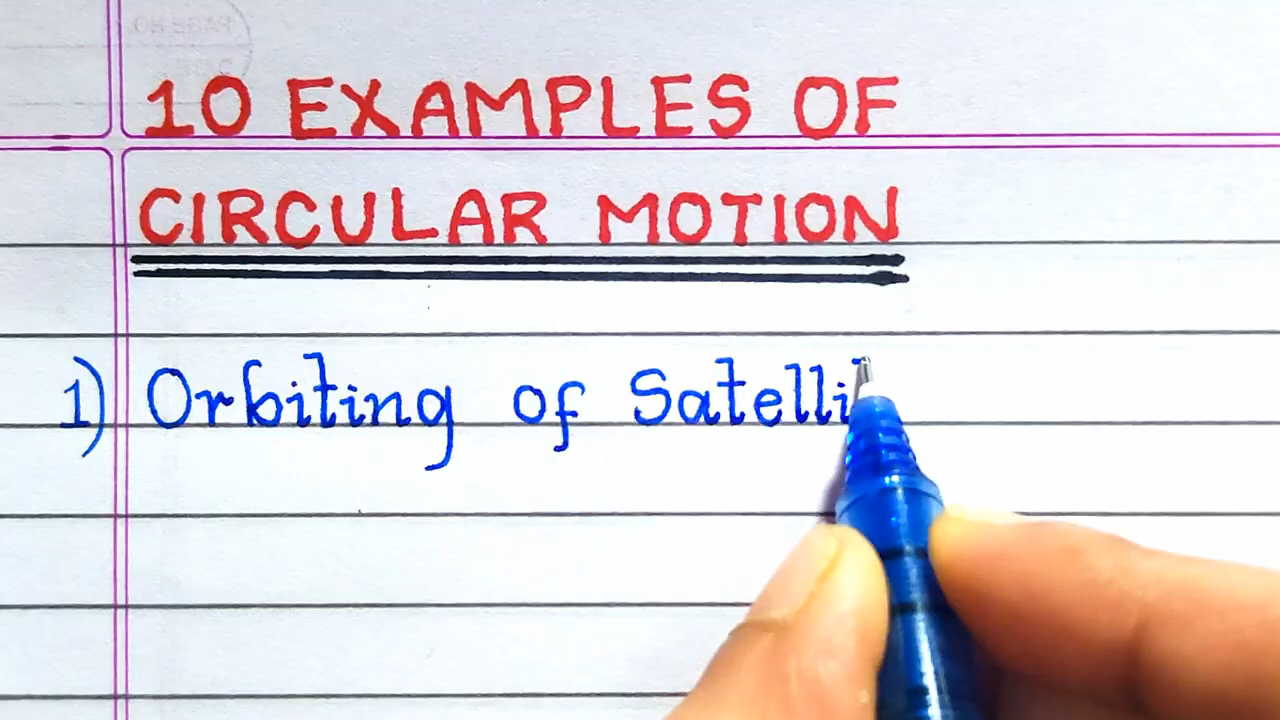 10 EXAMPLES OF
CIRCULAR MOTION
1) Orbiting of Satelli